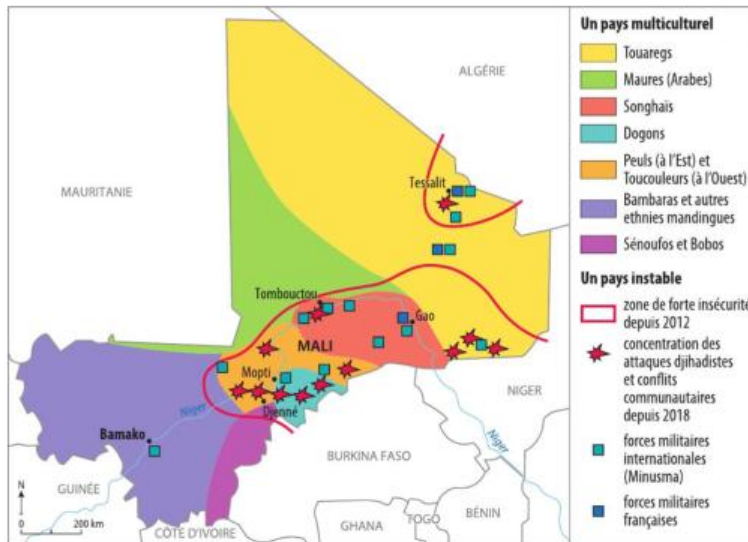 ALGÉRIE
MAURITANIE
Tessalit
Tombouctou
Gao
MALI
Mopti
Djenné
Niger
NIGER
Bamako
Niger
BURKINA FASO
GUINÉE
BÉNIN
TOGO
GHANA
CÔTE D'IVOIRE
N
0 200 km
Un pays multiculturel
Touaregs
Maures (Arabes)
Songhaïs
Dogons
Peuls (à l'Est) et
Toucouleurs (à l'Ouest)
Bambaras et autres
ethnies mandingues
Sénoufos et Bobos
Un pays instable
zone de forte insécurité
depuis 2012
concentration des
attaques djihadistes
et conflits
communautaires
depuis 2018
forces militaires
internationales
(Minusma)
forces militaires
françaises